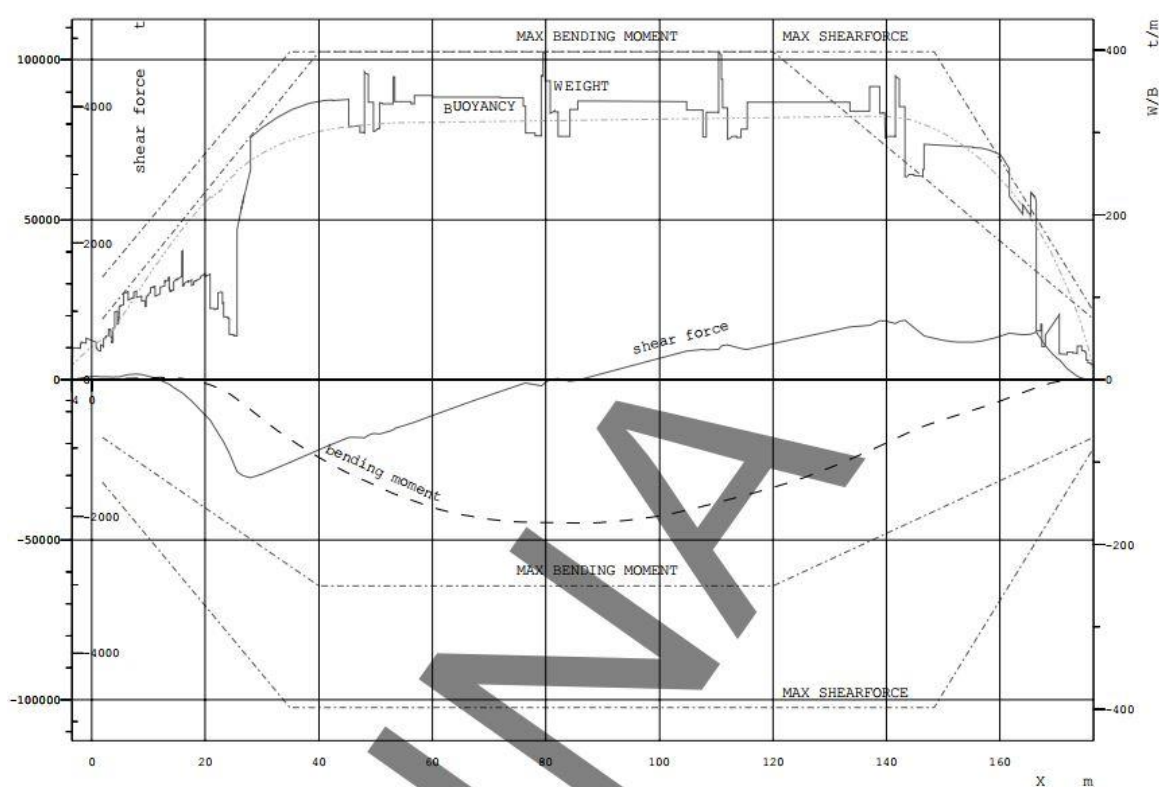 t
t/m
W/B
shear force
MAX BENDING MOMENT
MAX SHEARFORCE
100000
4000
WEIGHT
BUOYANCY
400
50000
2000
200
shear force
0
0
-4 0
bending moment
-2000
-50000
-200
MAX BENDING MOMENT
-4000
MAX SHEARFORCE
-100000
-400
0 20 40 60 80 100 120 140 160
X m
MA